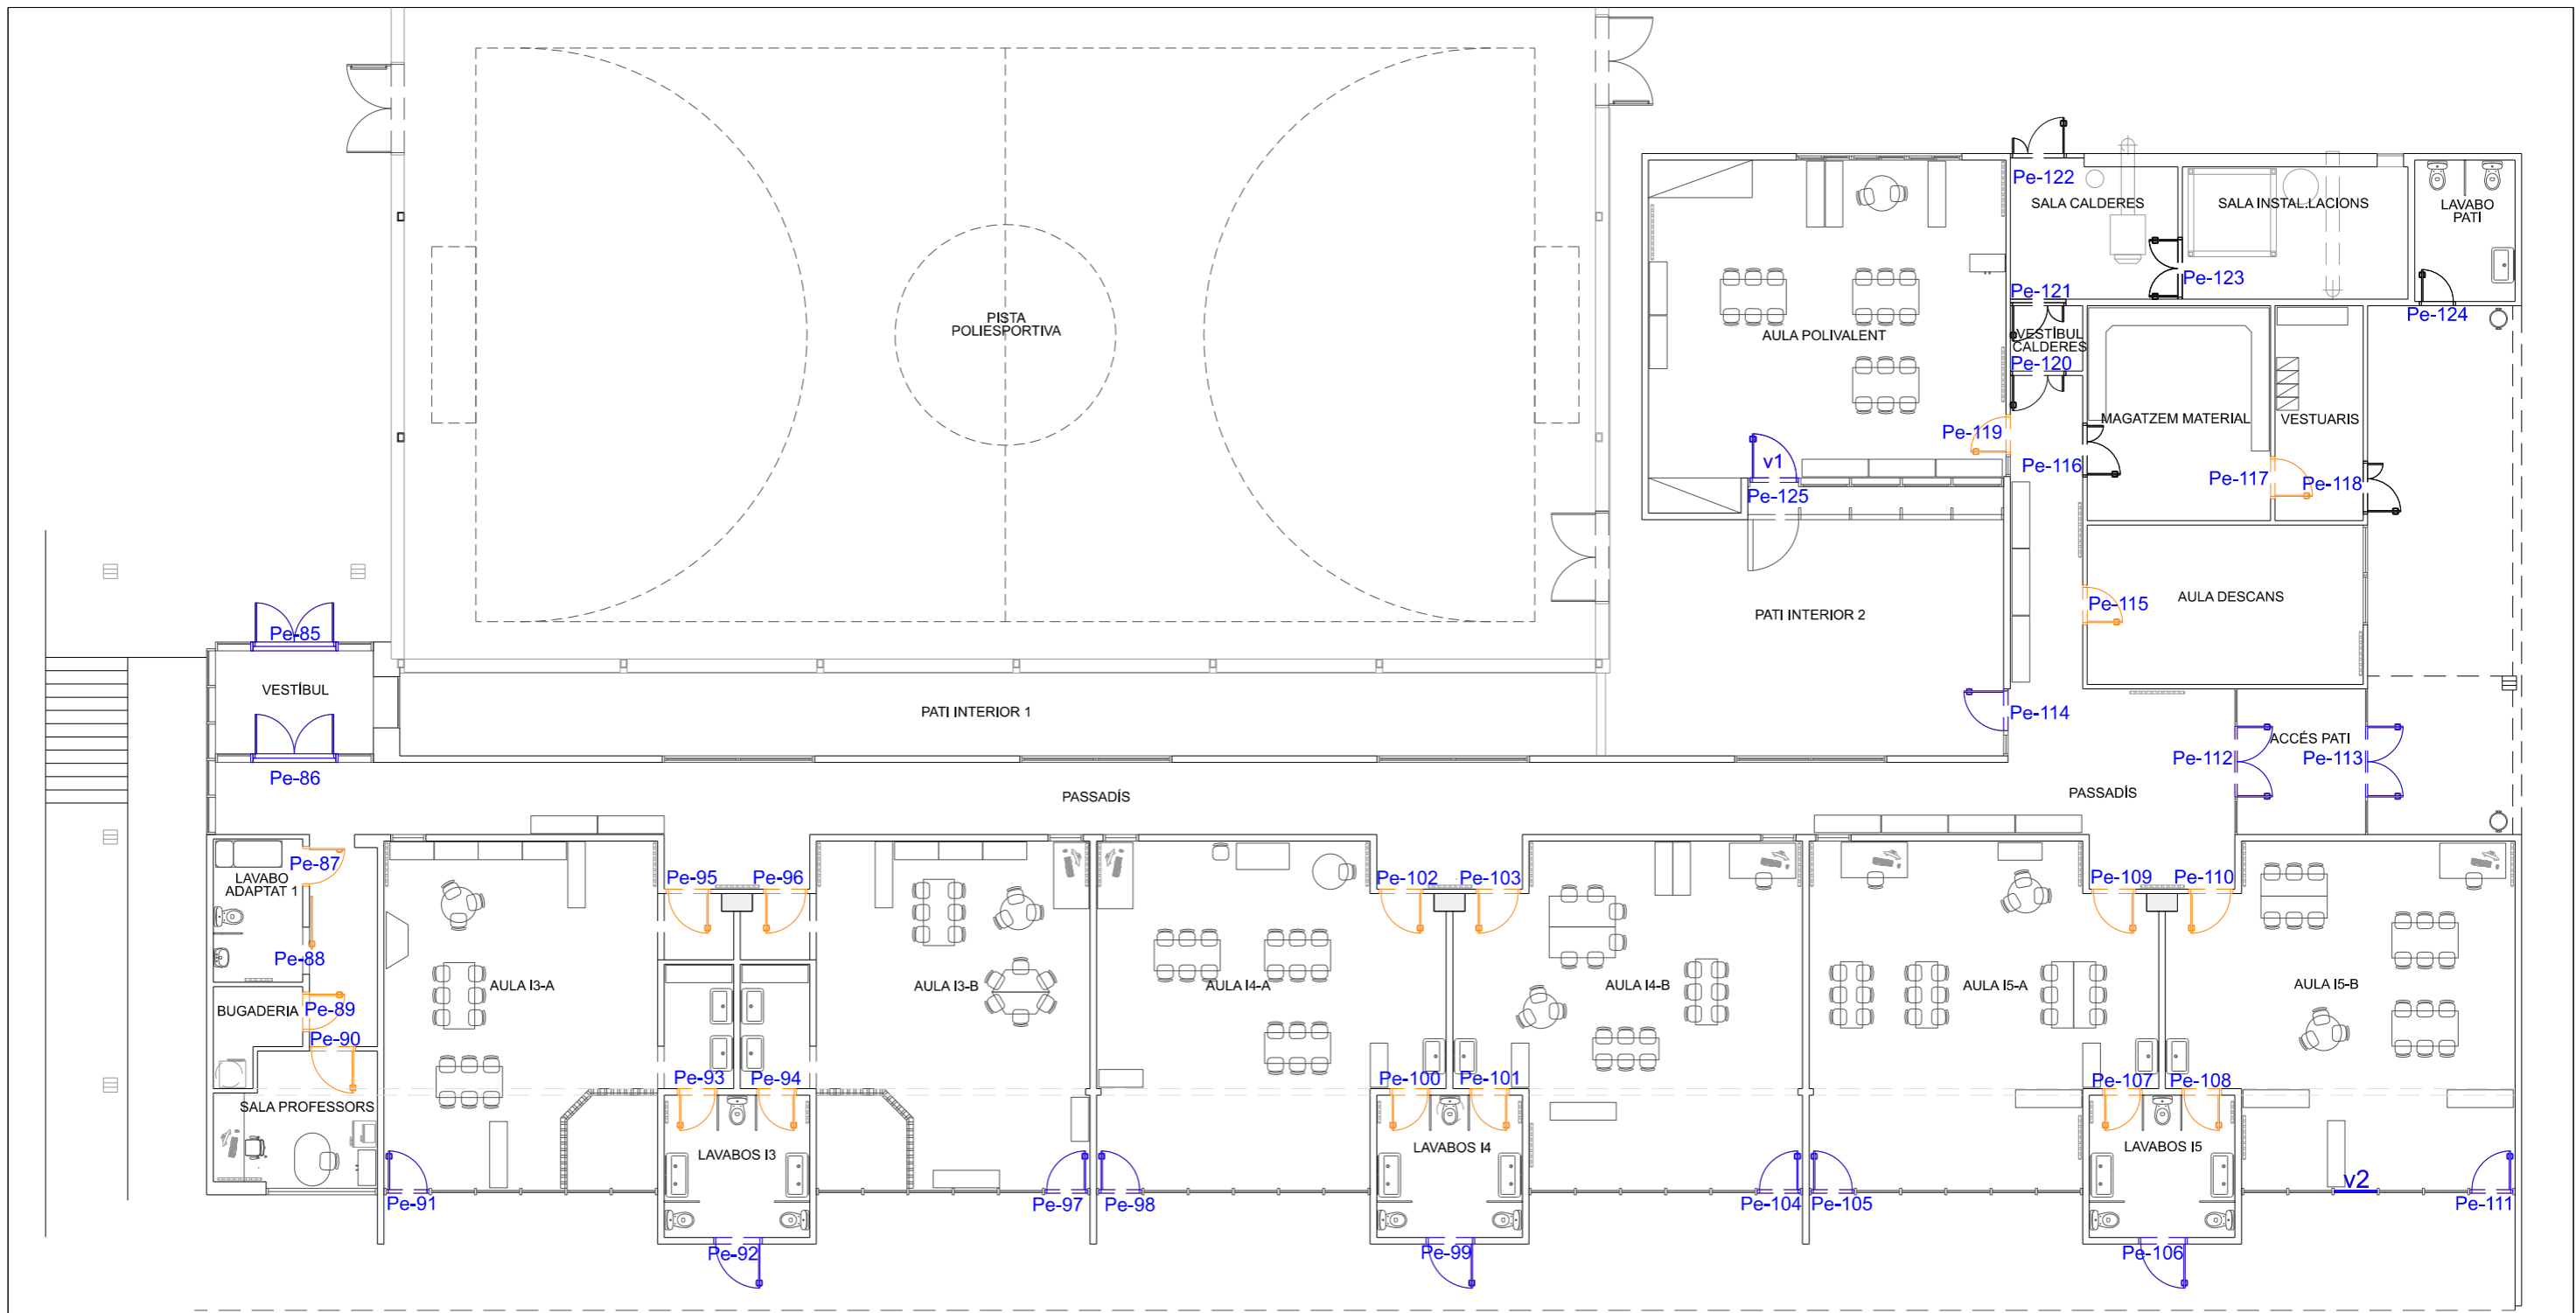 Pe-122
SALA CALDERES
SALA INSTAL.LACIONS
LAVABO
PATI
Pe-123
Pe-121
Pe-124
PISTA
POLIESPORTIVA
AULA POLIVALENT
VESTÍBUL
CALDERES
Pe-120
MAGATZEM MATERIAL
VESTUARIS
Pe-119
v1
Pe-116
Pe-117
Pe-118
Pe-125
AULA DESCANS
Pe-115
PATI INTERIOR 2
Pe-85
VESTÍBUL
PATI INTERIOR 1
Pe-114
ACCÉS PATI
Pe-86
Pe-112
Pe-113
PASSADÍS
PASSADÍS
Pe-87
LAVABO
ADAPTAT 1
Pe-95
Pe-96
Pe-102
Pe-103
Pe-109
Pe-110
Pe-88
AULA I3-A
AULA I3-B
AULA I4-A
AULA I4-B
AULA I5-A
AULA I5-B
BUGADERIA
Pe-89
Pe-90
Pe-93
Pe-94
Pe-100
Pe-101
Pe-107
Pe-108
SALA PROFESSORS
LAVABOS I3
LAVABOS I4
LAVABOS I5
Pe-91
Pe-97
Pe-98
Pe-104
Pe-105
v2
Pe-111
Pe-92
Pe-99
Pe-106